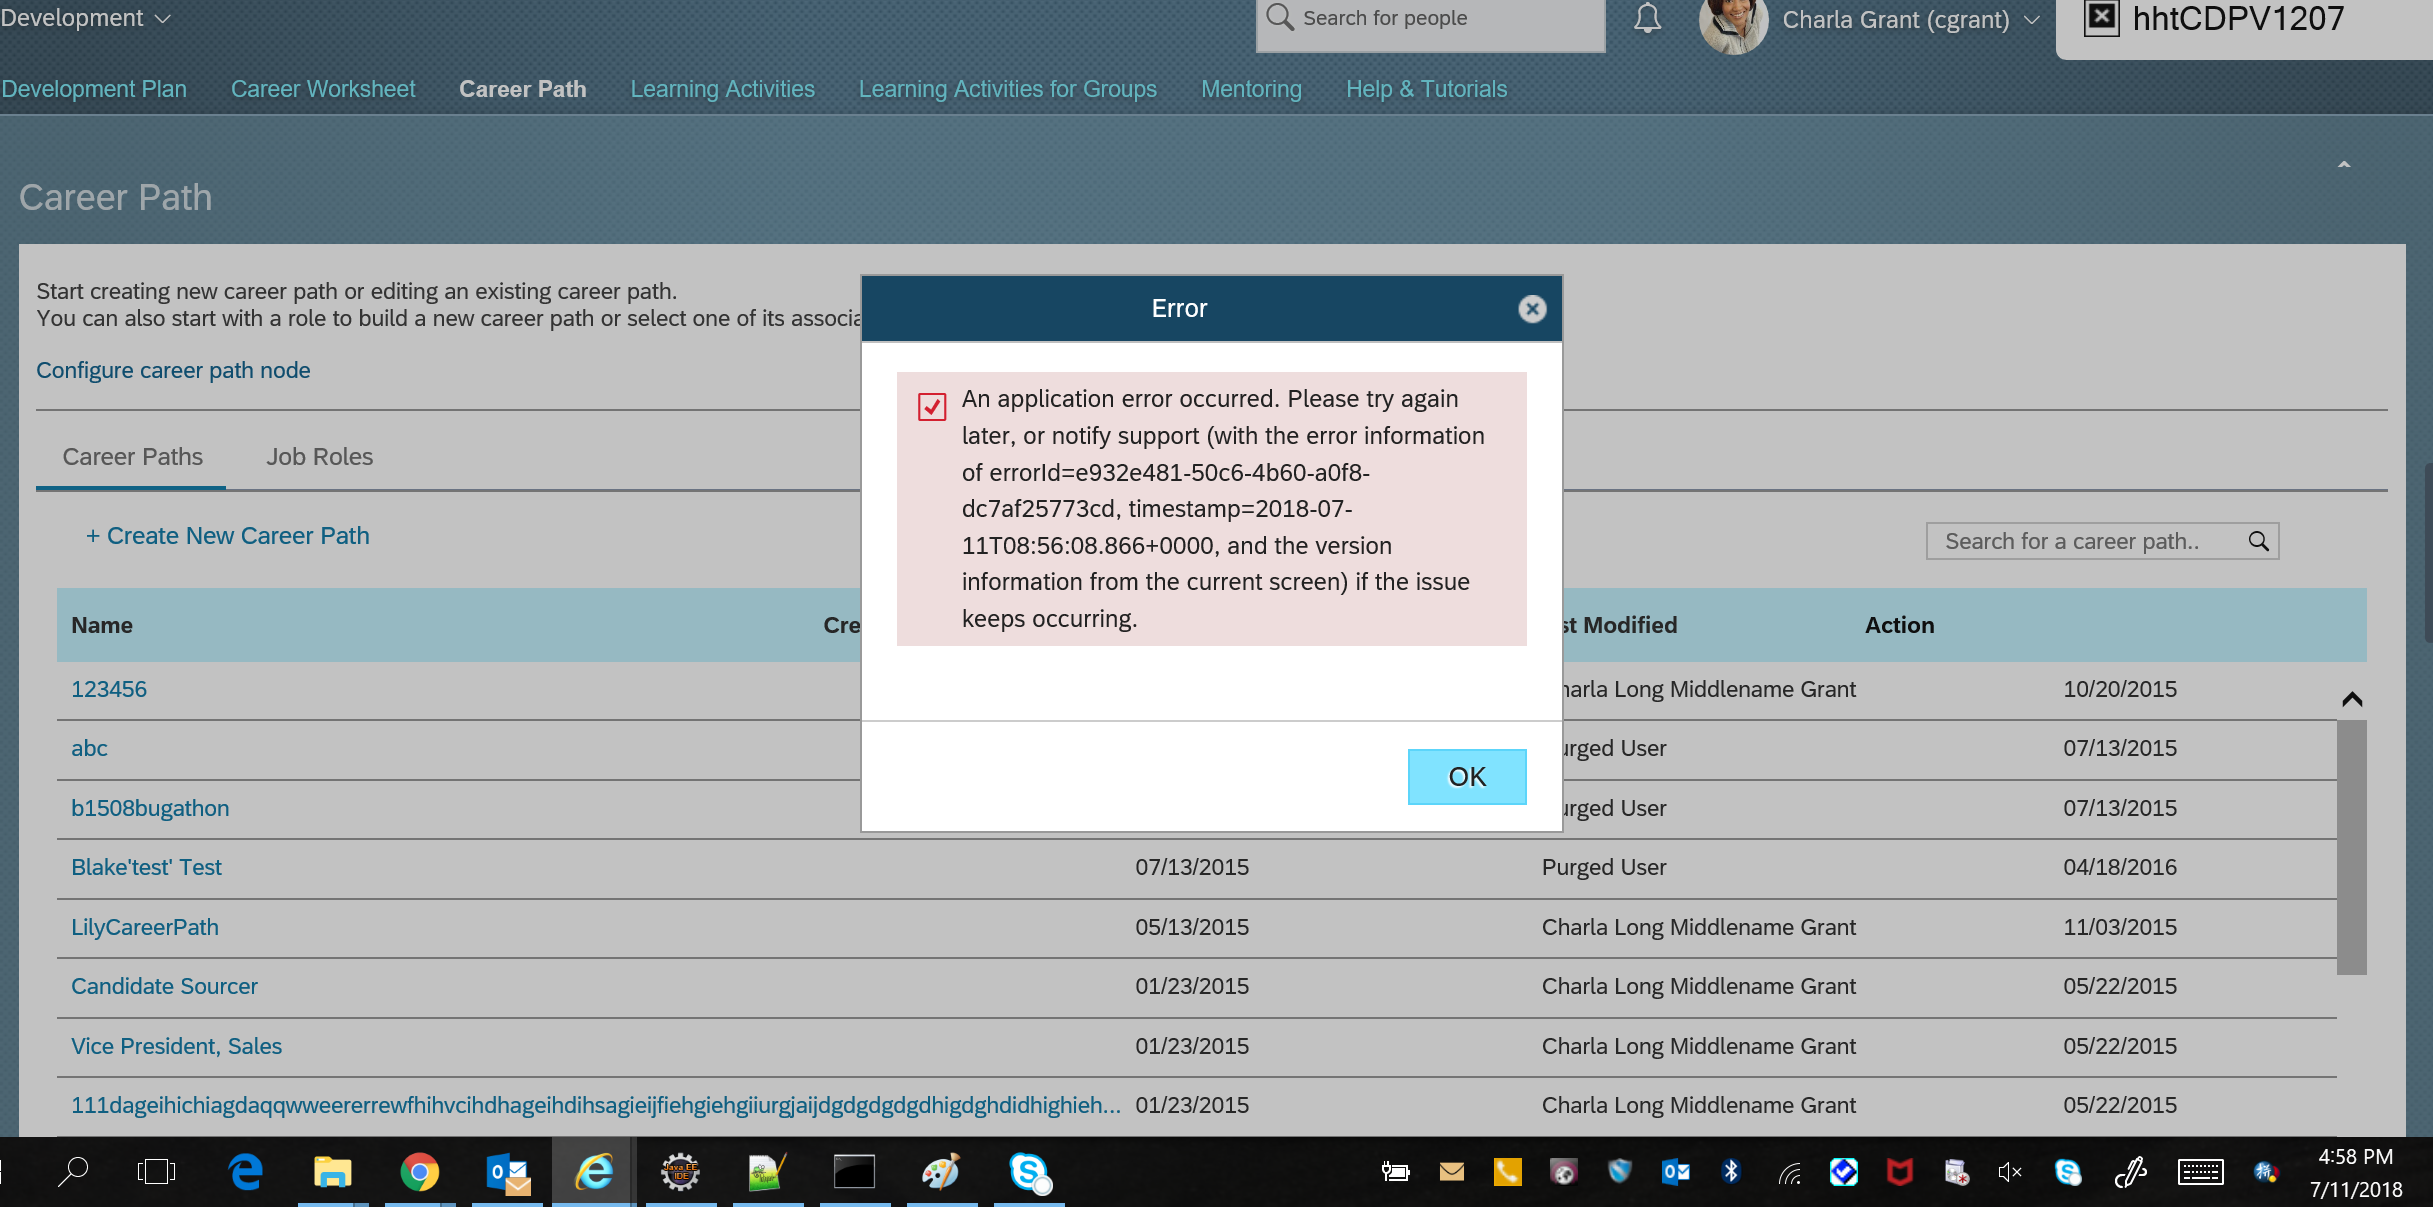 Development
Search for people
Charla Grant (cgrant)
hhtCDPV1207
Development Plan
Career Worksheet
Career Path
Learning Activities
Learning Activities for Groups
Mentoring
Help & Tutorials
Career Path
Start creating new career path or editing an existing career path.
You can also start with a role to build a new career path or select one of its associa
Configure career path node
Career Paths
Job Roles
+ Create New Career Path
Search for a career path..
Error
An application error occurred. Please try again
later, or notify support (with the error information
of errorId=e932e481-50c6-4b60-a0f8-
dc7af25773cd, timestamp=2018-07-
11T08:56:08.866+0000, and the version
information from the current screen) if the issue
keeps occurring.
OK
Name Cre st Modified Action
123456 harla Long Middlename Grant 10/20/2015
abc urged User 07/13/2015
b1508bugathon urged User 07/13/2015
Blake'test' Test 07/13/2015 Purged User 04/18/2016
LilyCareerPath 05/13/2015 Charla Long Middlename Grant 11/03/2015
Candidate Sourcer 01/23/2015 Charla Long Middlename Grant 05/22/2015
Vice President, Sales 01/23/2015 Charla Long Middlename Grant 05/22/2015
111dageihichiagdaqqwweererrewfhihvcihdhageihdihsagieijfiehgiehgiiurgjaijdgdgdgdgdhigdghdidhighieh... 01/23/2015 Charla Long Middlename Grant 05/22/2015
Java EE
IDE
4:58 PM
7/11/2018